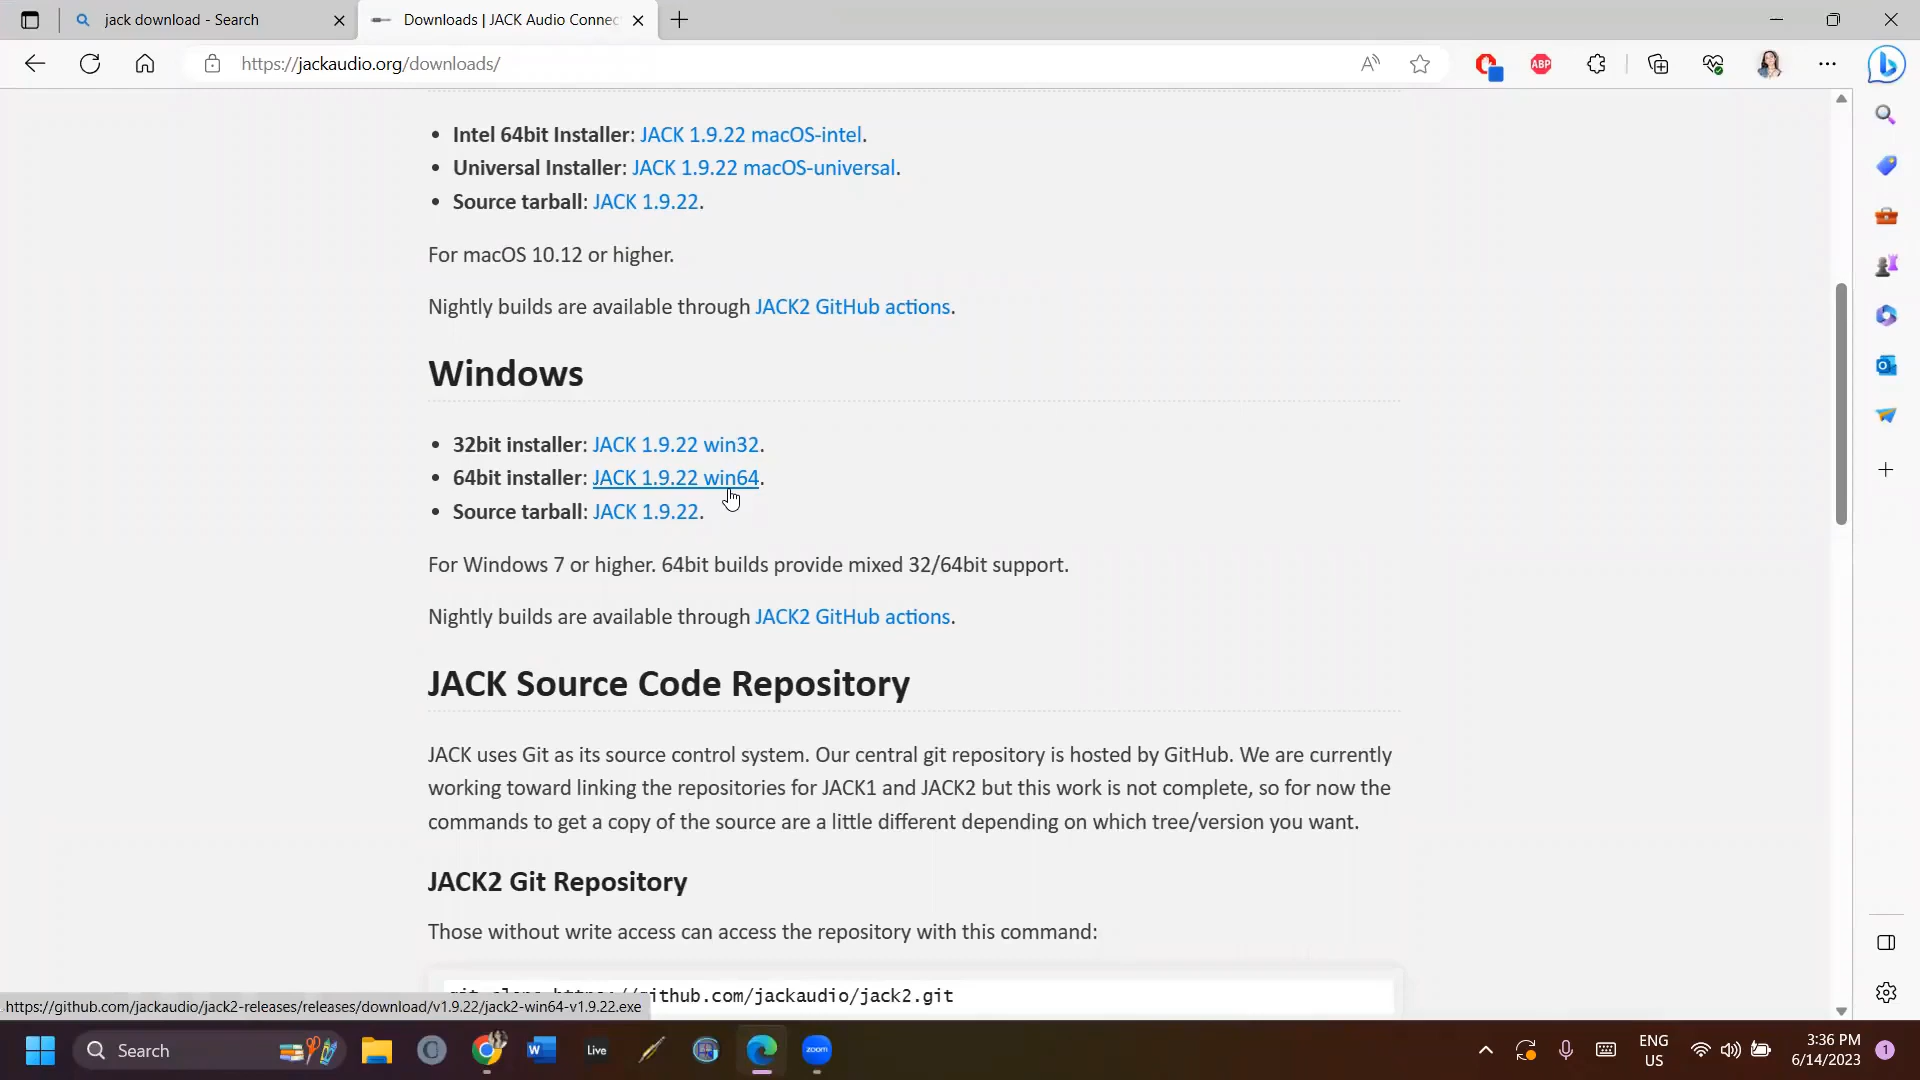 jack download - Search
Downloads | JACK Audio Connec
https://jackaudio.org/downloads/
ABP
• Intel 64bit Installer: JACK 1.9.22 macOS-intel.
• Universal Installer: JACK 1.9.22 macOS-universal.
• Source tarball: JACK 1.9.22.
For macOS 10.12 or higher.
Nightly builds are available through JACK2 GitHub actions.
Windows
• 32bit installer: JACK 1.9.22 win32.
• 64bit installer: JACK 1.9.22 win64.
• Source tarball: JACK 1.9.22.
For Windows 7 or higher. 64bit builds provide mixed 32/64bit support.
Nightly builds are available through JACK2 GitHub actions.
JACK Source Code Repository
JACK uses Git as its source control system. Our central git repository is hosted by GitHub. We are currently
working toward linking the repositories for JACK1 and JACK2 but this work is not complete, so for now the
commands to get a copy of the source are a little different depending on which tree/version you want.
JACK2 Git Repository
Those without write access can access the repository with this command:
git clone https://github.com/jackaudio/jack2.git
https://github.com/jackaudio/jack2-releases/releases/download/v1.9.22/jack2-win64-v1.9.22.exe
Search
Live
zoom
ENG
US
3:36 PM
6/14/2023
1